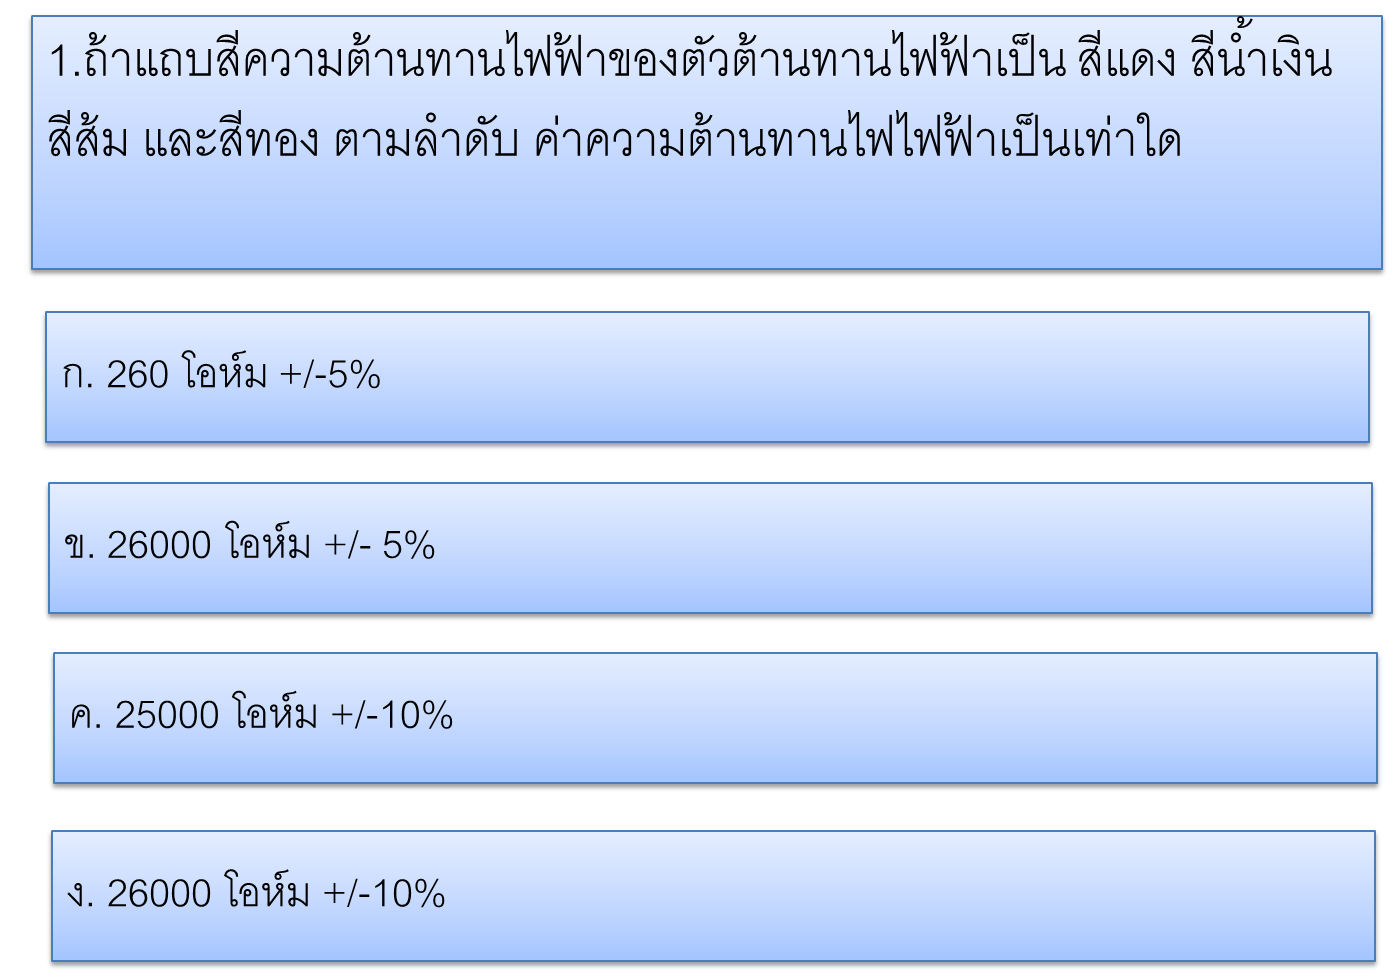 1.ถ้าแถบสีความต้านทานไฟฟ้าของตัวต้านทานไฟฟ้าเป็น สีแดง สีน้ำเงิน
สีส้ม และสีทอง ตามลำดับ ค่าความต้านทานไฟไฟฟ้าเป็นเท่าใด
ก. 260 โอห์ม +/-5%
ข. 26000 โอห์ม +/- 5%
ค. 25000 โอห์ม +/-10%
ง. 26000 โอห์ม +/-10%